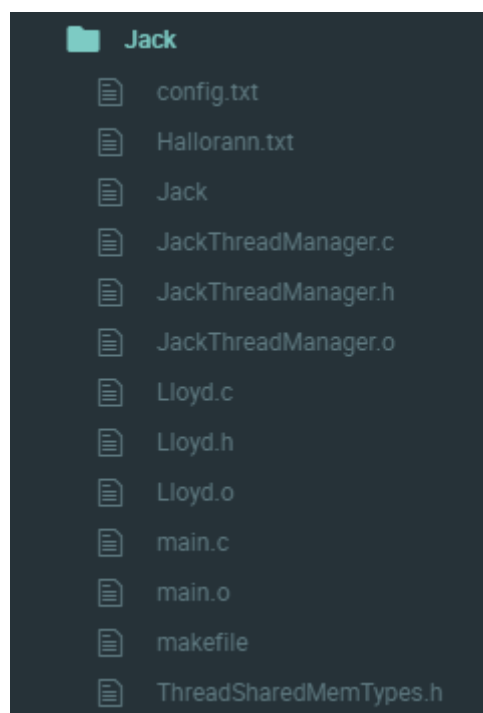 Jack
config.txt
Hallorann.txt
Jack
JackThreadManager.c
JackThreadManager.h
JackThreadManager.o
Lloyd.c
Lloyd.h
Lloyd.o
main.c
main.o
makefile
ThreadSharedMemTypes.h